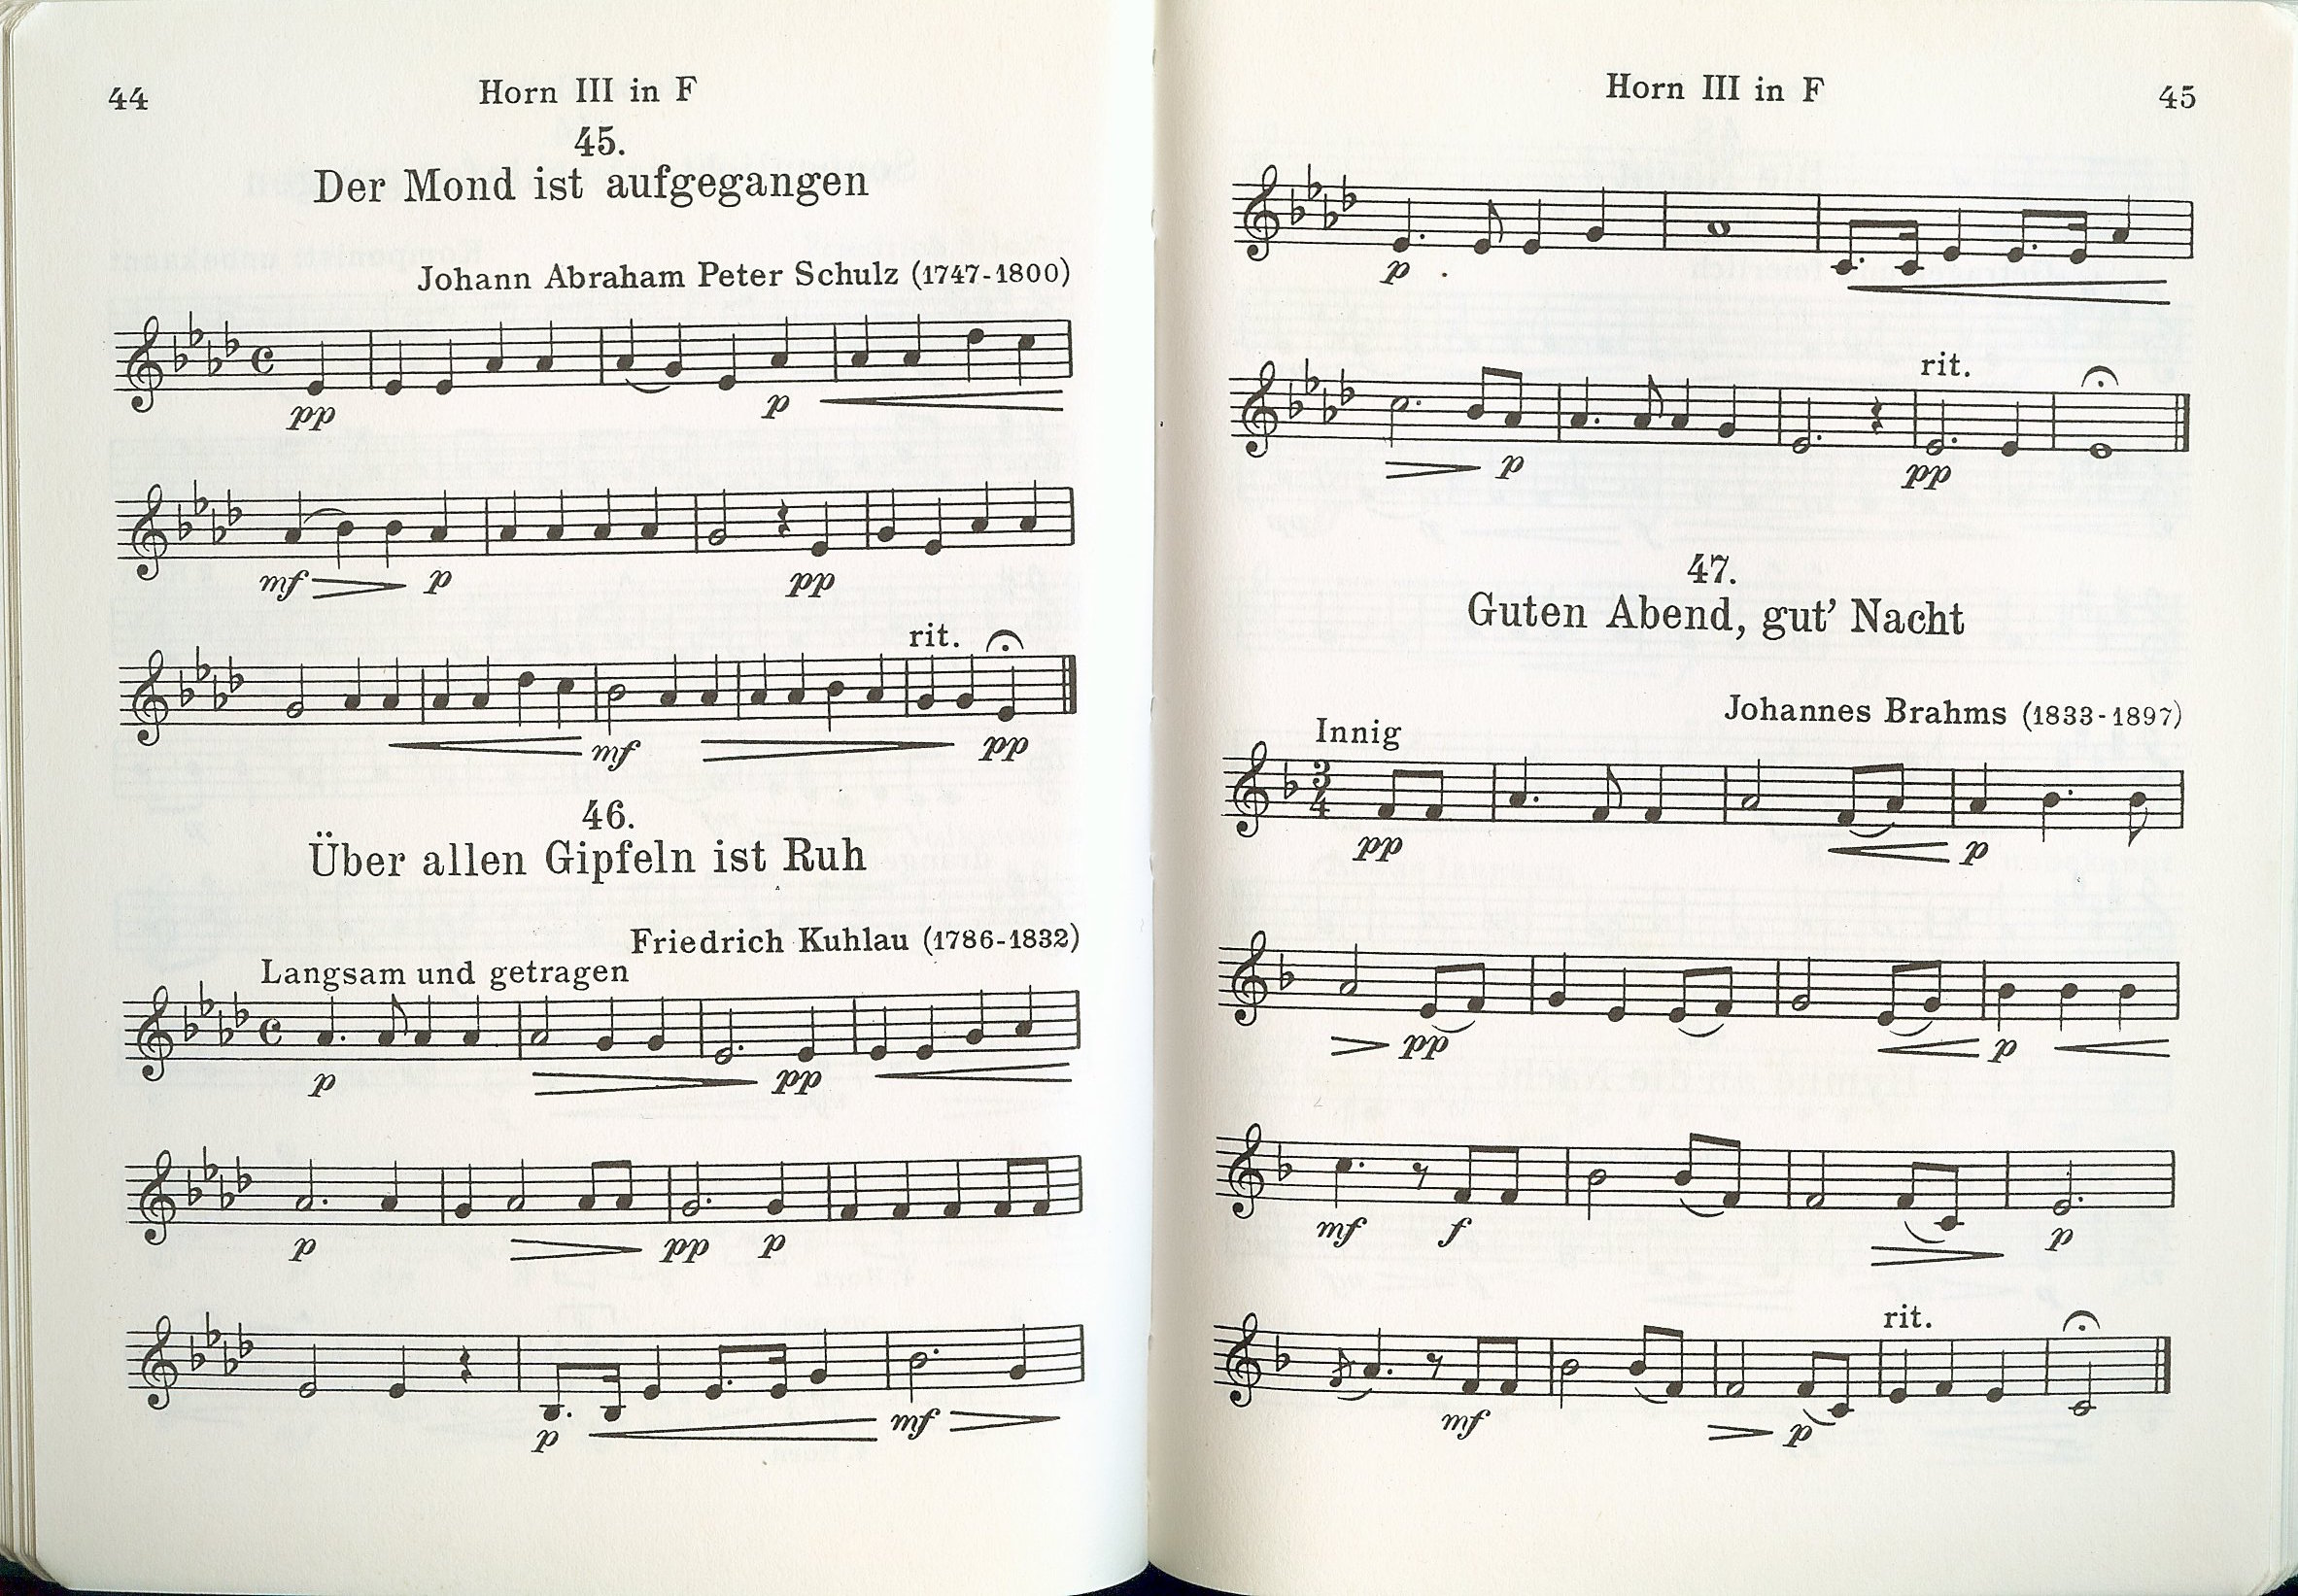 44
Horn III in F
45.
Der Mond ist aufgegangen
Johann Abraham Peter Schulz (1747-1800)
pp
p
mf p pp
rit.
mf pp
46.
Über allen Gipfeln ist Ruh
Friedrich Kuhlau (1786-1832)
Langsam und getragen
p pp
p pp p
p mf
Horn III in F
45
p
rit.
p pp
47.
Guten Abend, gut' Nacht
Johannes Brahms (1833-1897)
Innig
3
4
pp p
pp p
mf f p
rit.
mf p